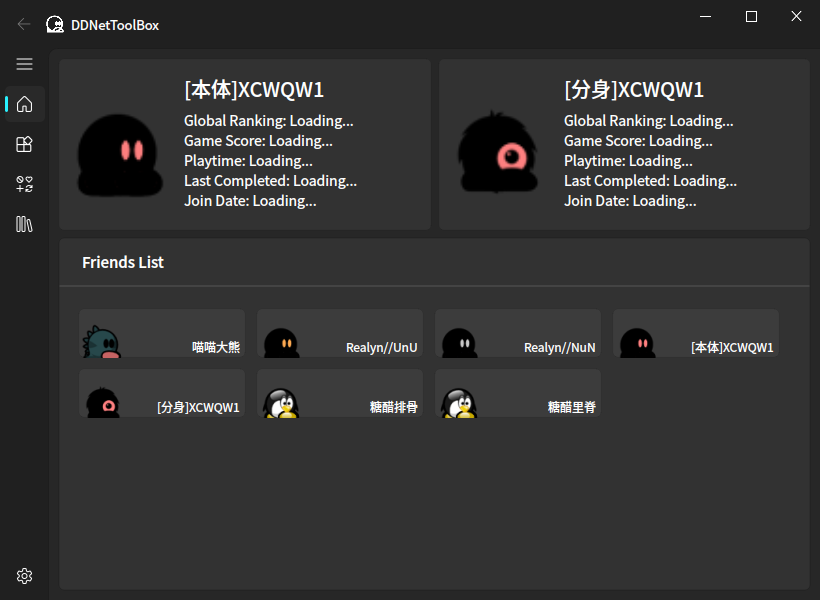 DDNetToolBox
[本体]XCWQW1
Global Ranking: Loading...
Game Score: Loading...
Playtime: Loading...
Last Completed: Loading...
Join Date: Loading...
[分身]XCWQW1
Global Ranking: Loading...
Game Score: Loading...
Playtime: Loading...
Last Completed: Loading...
Join Date: Loading...
Friends List
喵喵大熊
Realyn//UnU
Realyn//NuN
[本体]XCWQW1
[分身]XCWQW1
糖醋排骨
糖醋里脊